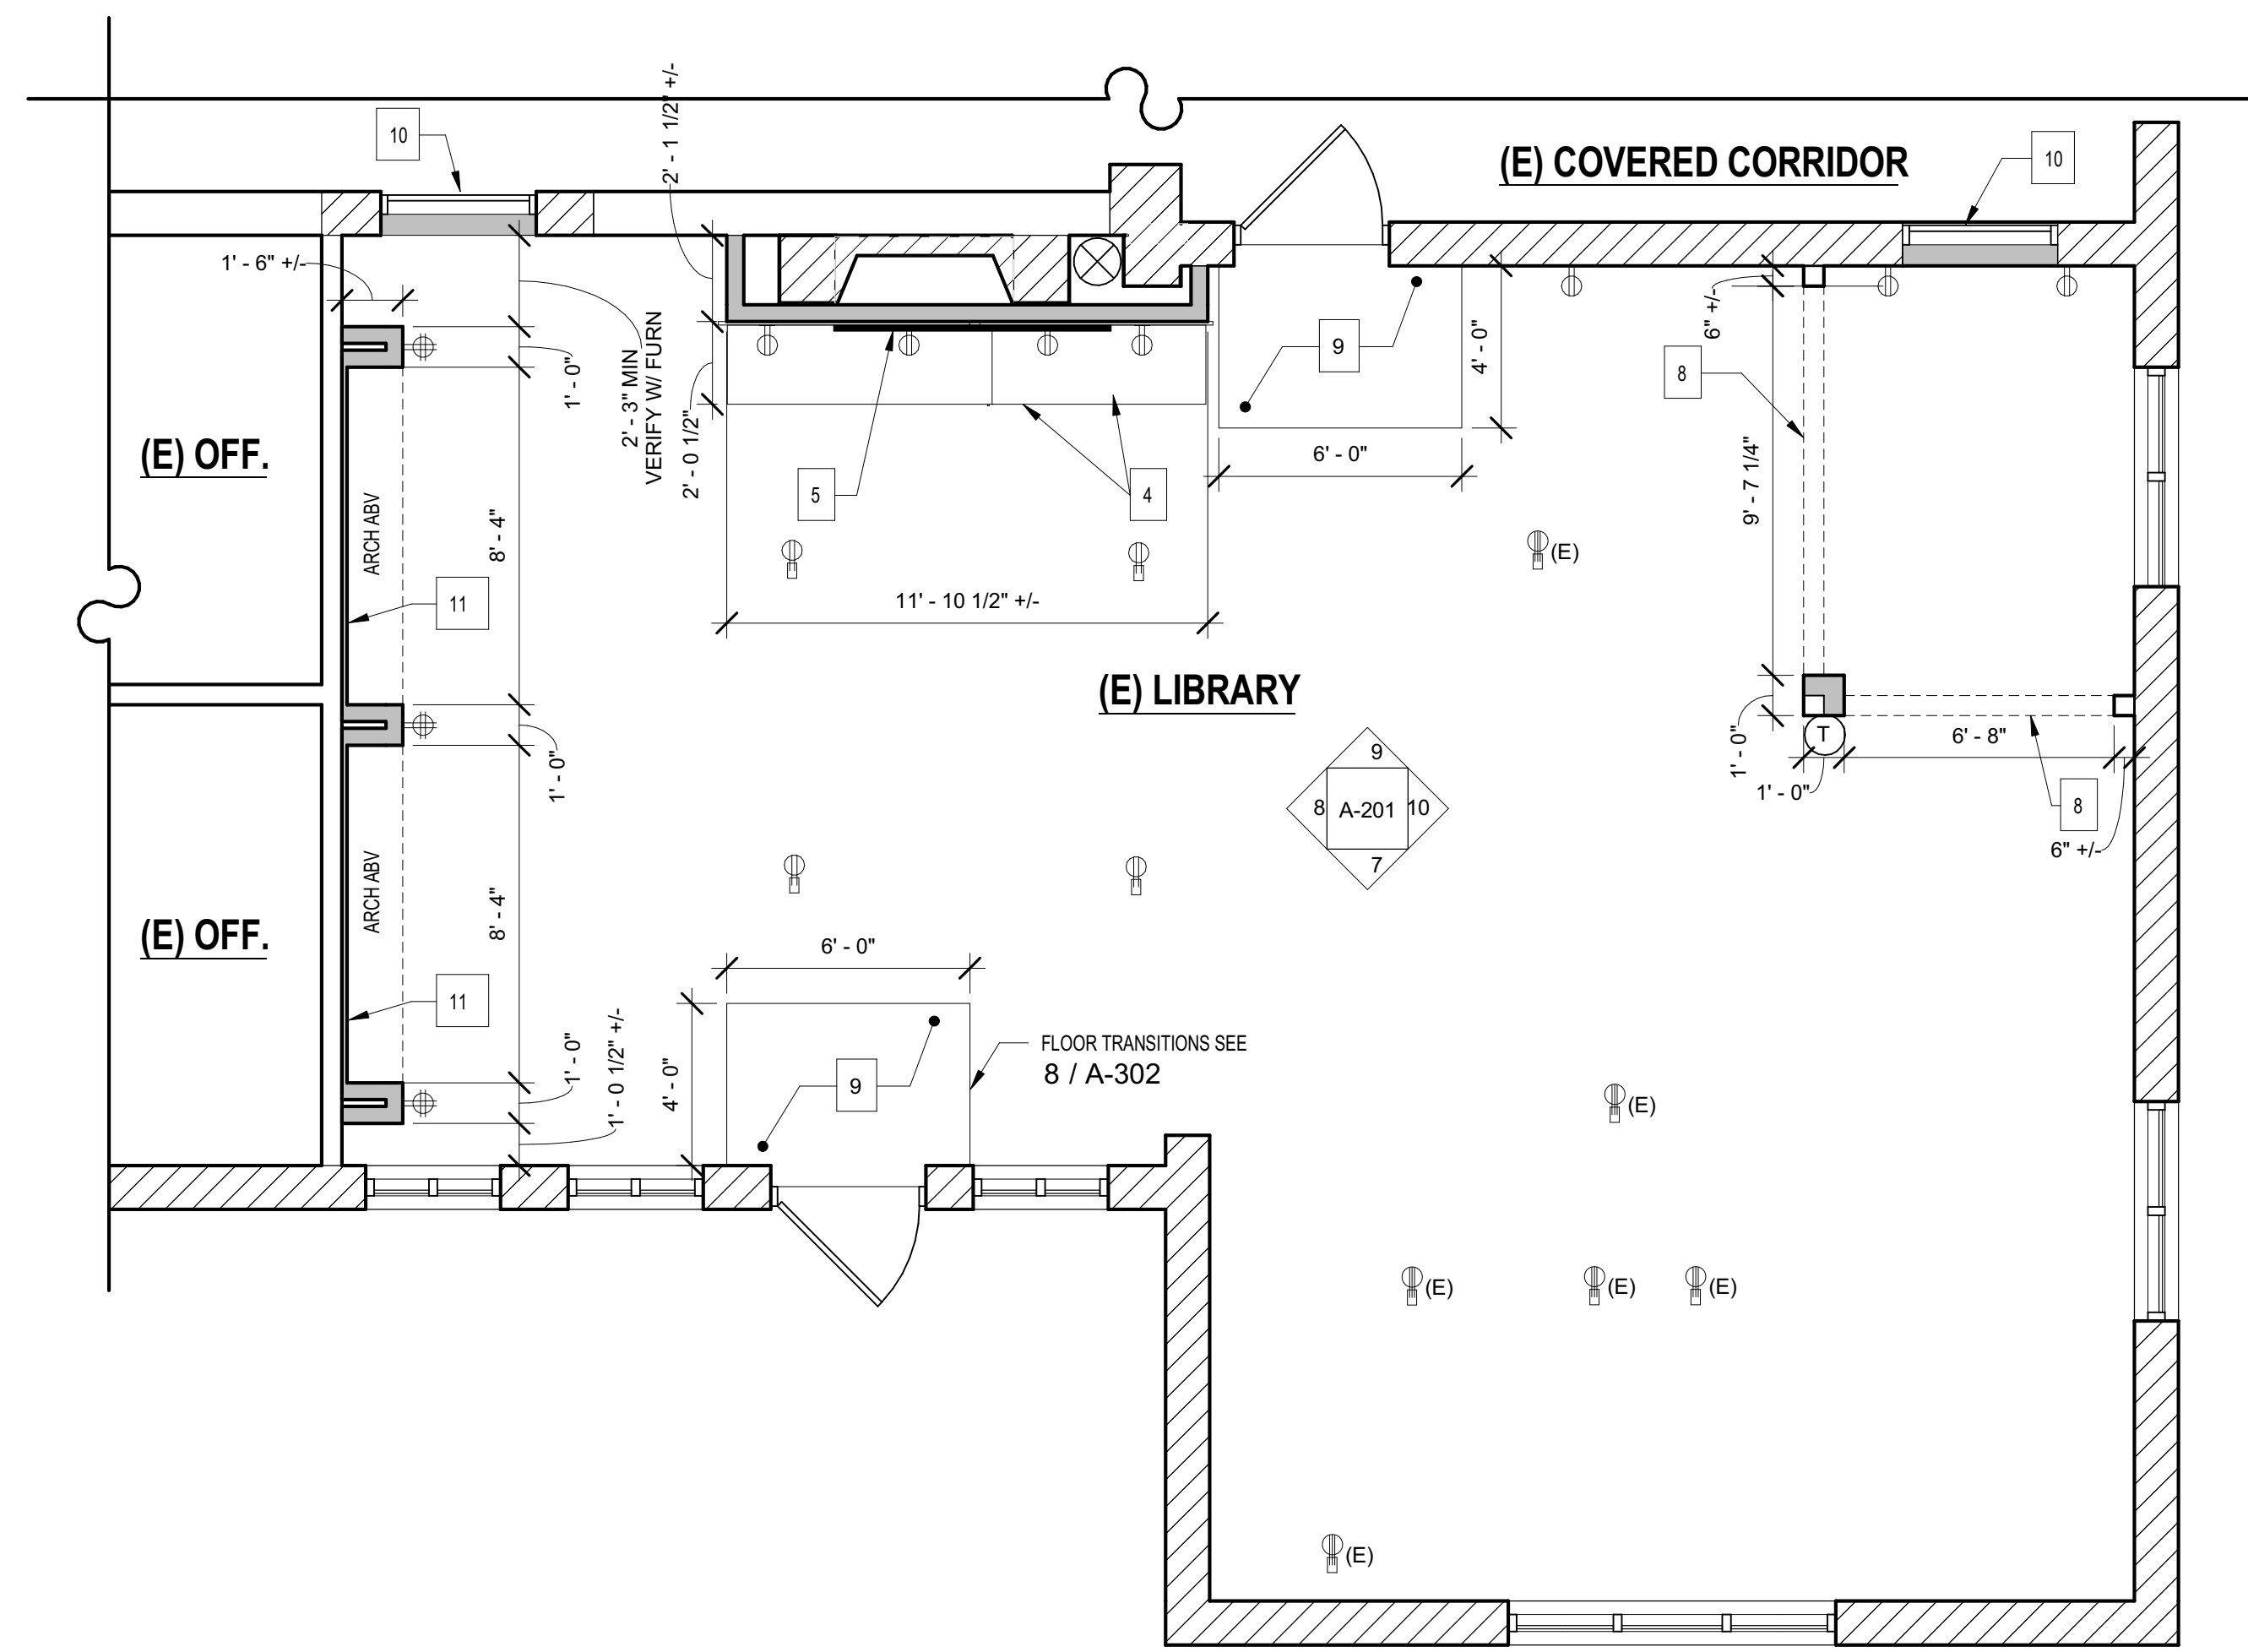 10
2' - 1 1/2" +/-
(E) COVERED CORRIDOR
10
1' - 6" +/-
6" +/-
9
4' - 0"
8
1' - 0"
2' - 3" MIN
VERIFY W/ FURN
2' - 0 1/2"
(E) OFF.
6' - 0"
5
4
9' - 7 1/4"
ARCH ABV
8' - 4"
(E)
11
11' - 10 1/2" +/-
(E) LIBRARY
1' - 0"
1' - 0"
T
6' - 8"
1' - 0"
8
6" +/-
9
8
A-201
10
7
ARCH ABV
8' - 4"
(E) OFF.
6' - 0"
11
1' - 0"
1' - 0 1/2" +/-
4' - 0"
9
FLOOR TRANSITIONS SEE
8 / A-302
(E)
(E)
(E)
(E)
(E)